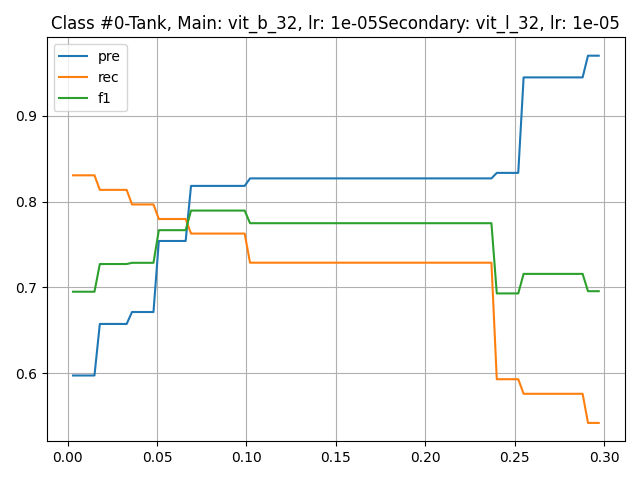 Class #0-Tank, Main: vit_b_32, lr: 1e-05Secondary: vit_l_32, lr: 1e-05
pre
rec
f1
0.9
0.8
0.7
0.6
0.00 0.05 0.10 0.15 0.20 0.25 0.30